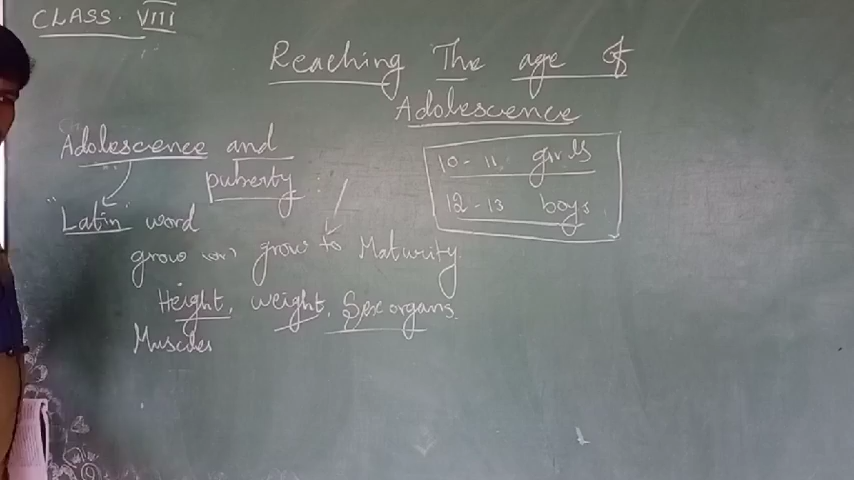 CLASS. VIII
Reaching The age of
Adolescence
Adolescence and
puberty :
10-11, girls
12-13 boys.
"Latin" word
grow (or) grow to Maturity.
Height, weight, Sex organs.
Muscles